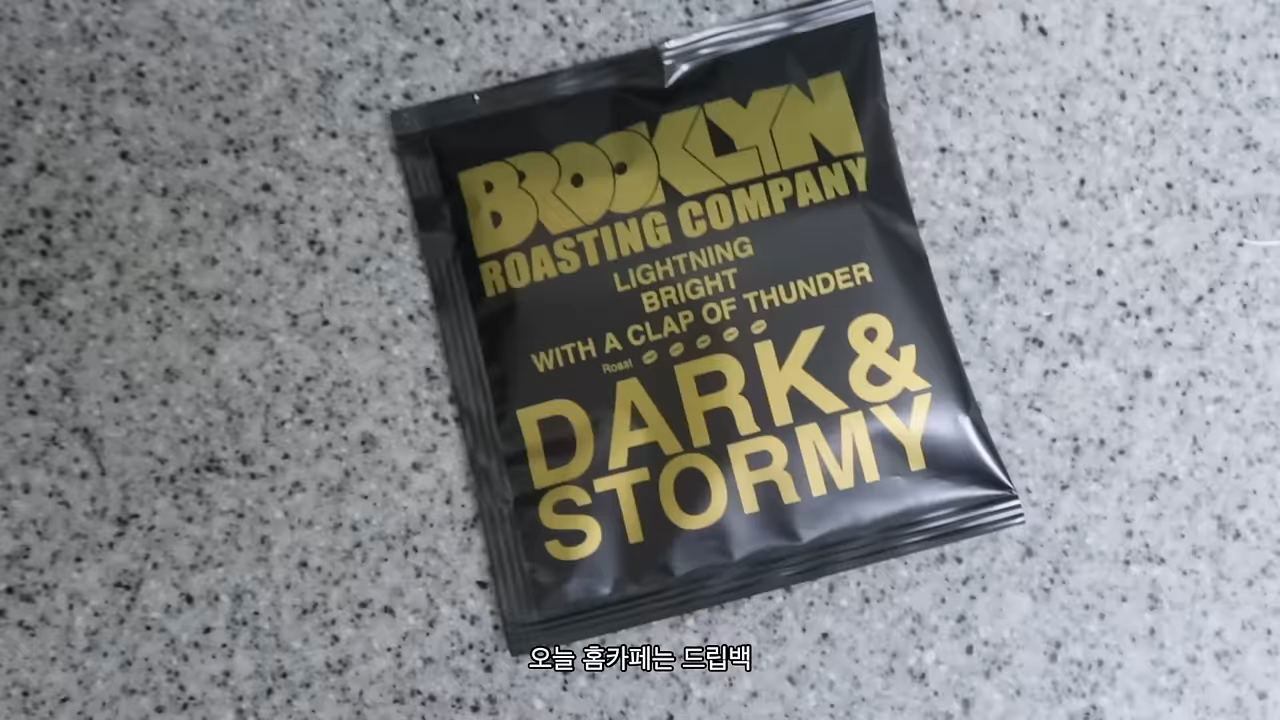 BROOKLYN
ROASTING COMPANY
LIGHTNING
BRIGHT
WITH A CLAP OF THUNDER
Roast
DARK &
STORMY
오늘 홈카페는 드립백